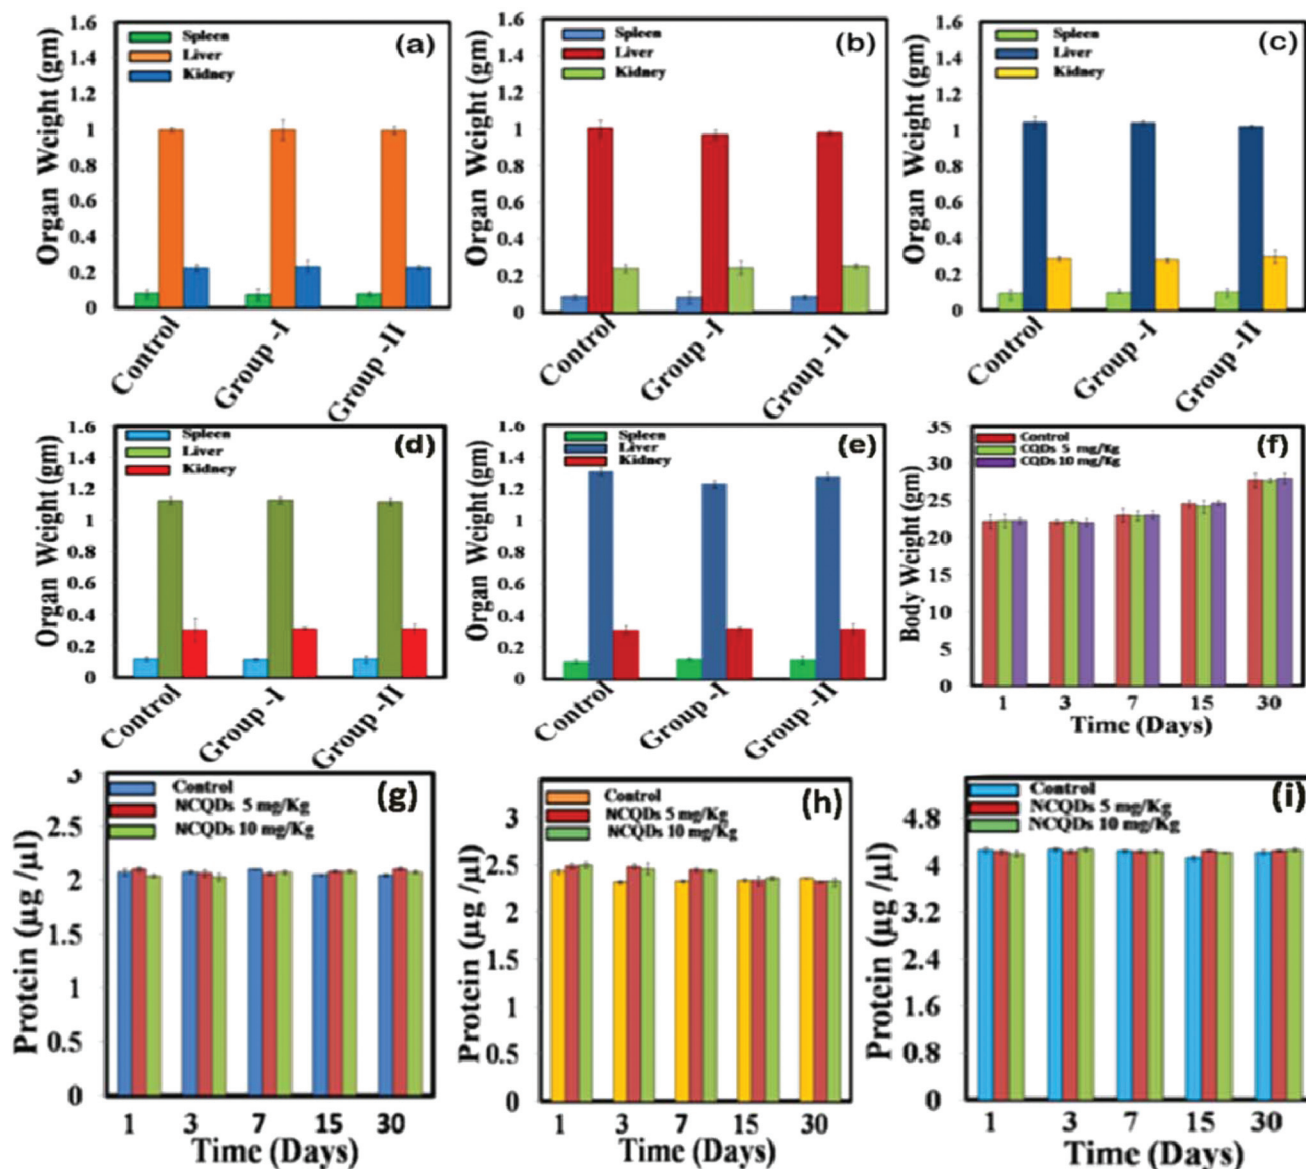 1.6
1.4
1.2
1
0.8
0.6
0.4
0.2
0
Organ Weight (gm)
Spleen
Liver
Kidney
(a)
Control
Group -I
Group -II
1.6
1.4
1.2
1
0.8
0.6
0.4
0.2
0
Organ Weight (gm)
Spleen
Liver
Kidney
(b)
Control
Group -I
Group -II
1.6
1.4
1.2
1
0.8
0.6
0.4
0.2
0
Organ Weight (gm)
Spleen
Liver
Kidney
(c)
Control
Group -I
Group -II
1.6
1.4
1.2
1
0.8
0.6
0.4
0.2
0
Organ Weight (gm)
Spleen
Liver
Kidney
(d)
Control
Group -I
Group -II
1.6
1.4
1.2
1
0.8
0.6
0.4
0.2
0
Organ Weight (gm)
Spleen
Liver
Kidney
(e)
Control
Group -I
Group -II
35
30
25
20
15
10
5
0
Body Weight (gm)
Control
CQDs 5 mg/Kg
CQDs 10 mg/Kg
(f)
1 3 7 15 30
Time (Days)
3
2.5
2
1.5
1
0.5
0
Protein (µg /µl)
Control
NCQDs 5 mg/Kg
NCQDs 10 mg/Kg
(g)
1 3 7 15 30
Time (Days)
3
2.5
2
1.5
1
0.5
0
Protein (µg /µl)
Control
NCQDs 5 mg/Kg
NCQDs 10 mg/Kg
(h)
1 3 7 15 30
Time (Days)
4.8
4
3.2
2.4
1.6
0.8
0
Protein (µg /µl)
Control
NCQDs 5 mg/Kg
NCQDs 10 mg/Kg
(i)
1 3 7 15 30
Time (Days)